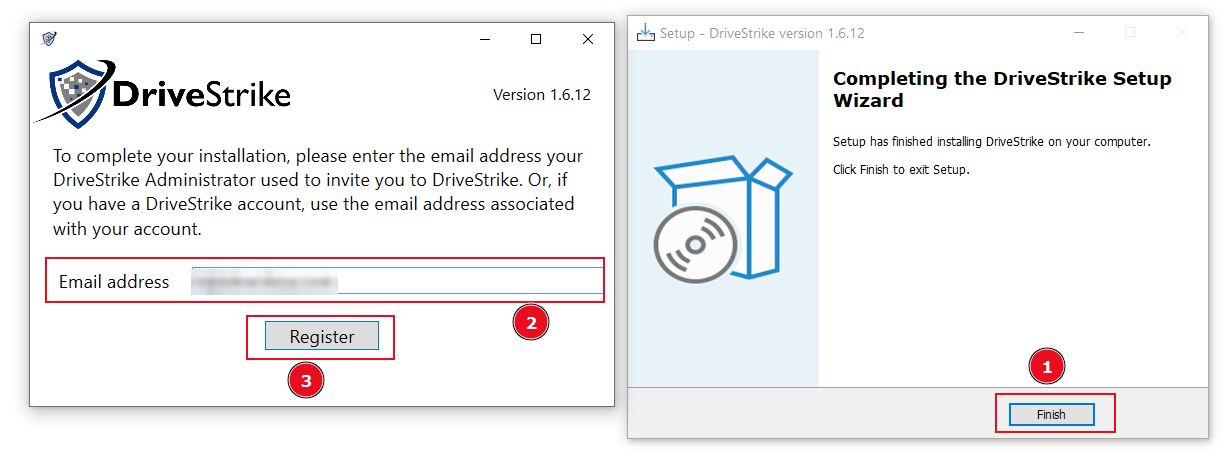 DriveStrike
Version 1.6.12
To complete your installation, please enter the email address your
DriveStrike Administrator used to invite you to DriveStrike. Or, if
you have a DriveStrike account, use the email address associated
with your account.
Email address
2
Register
3
Setup - DriveStrike version 1.6.12
Completing the DriveStrike Setup
Wizard
Setup has finished installing DriveStrike on your computer.
Click Finish to exit Setup.
1
Finish